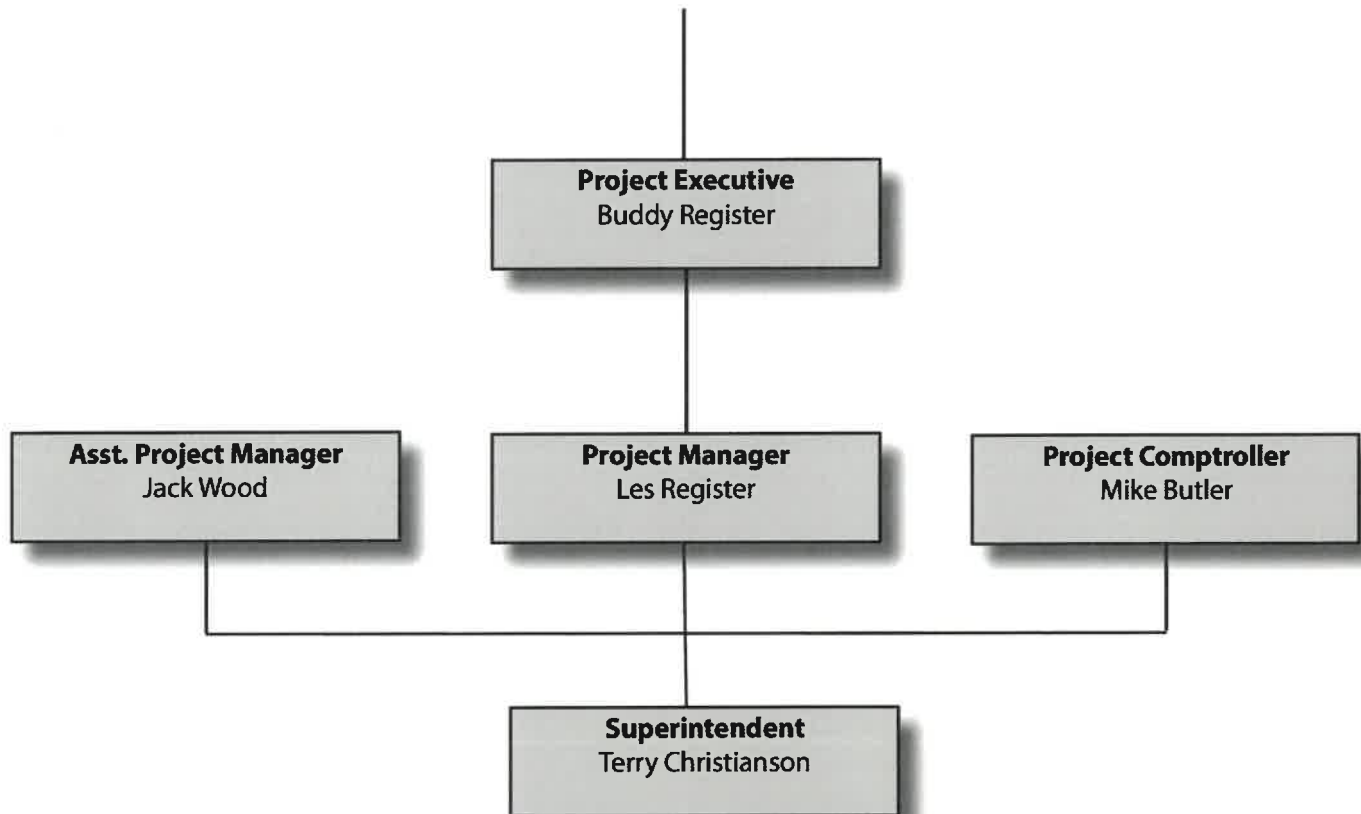 Project Executive
Buddy Register
Asst. Project Manager
Jack Wood
Project Manager
Les Register
Project Comptroller
Mike Butler
Superintendent
Terry Christianson